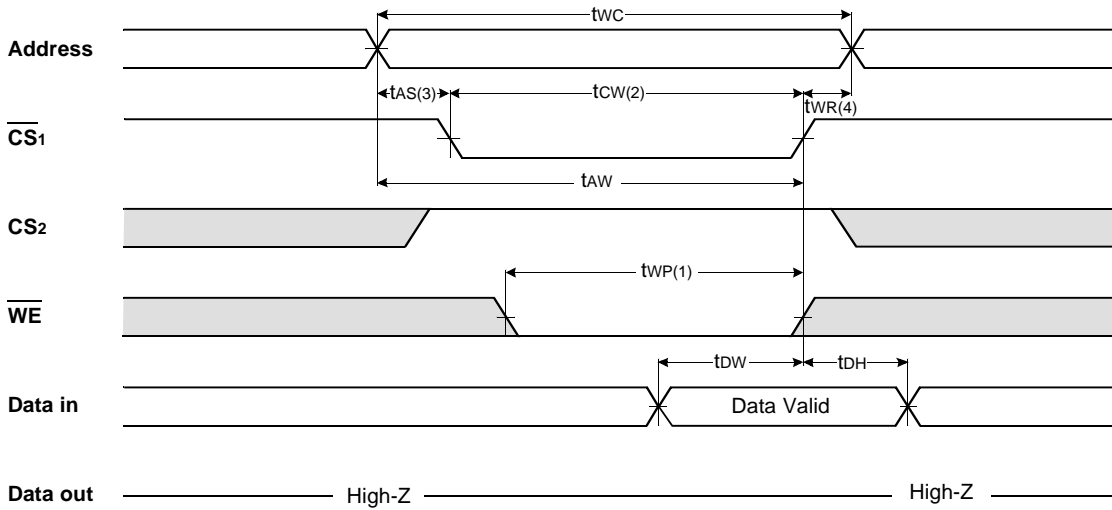 tWC
Address
tAS(3) tCW(2) tWR(4)
CS1
tAW
CS2
tWP(1)
WE
tDW tDH
Data in Data Valid
Data out High-Z High-Z